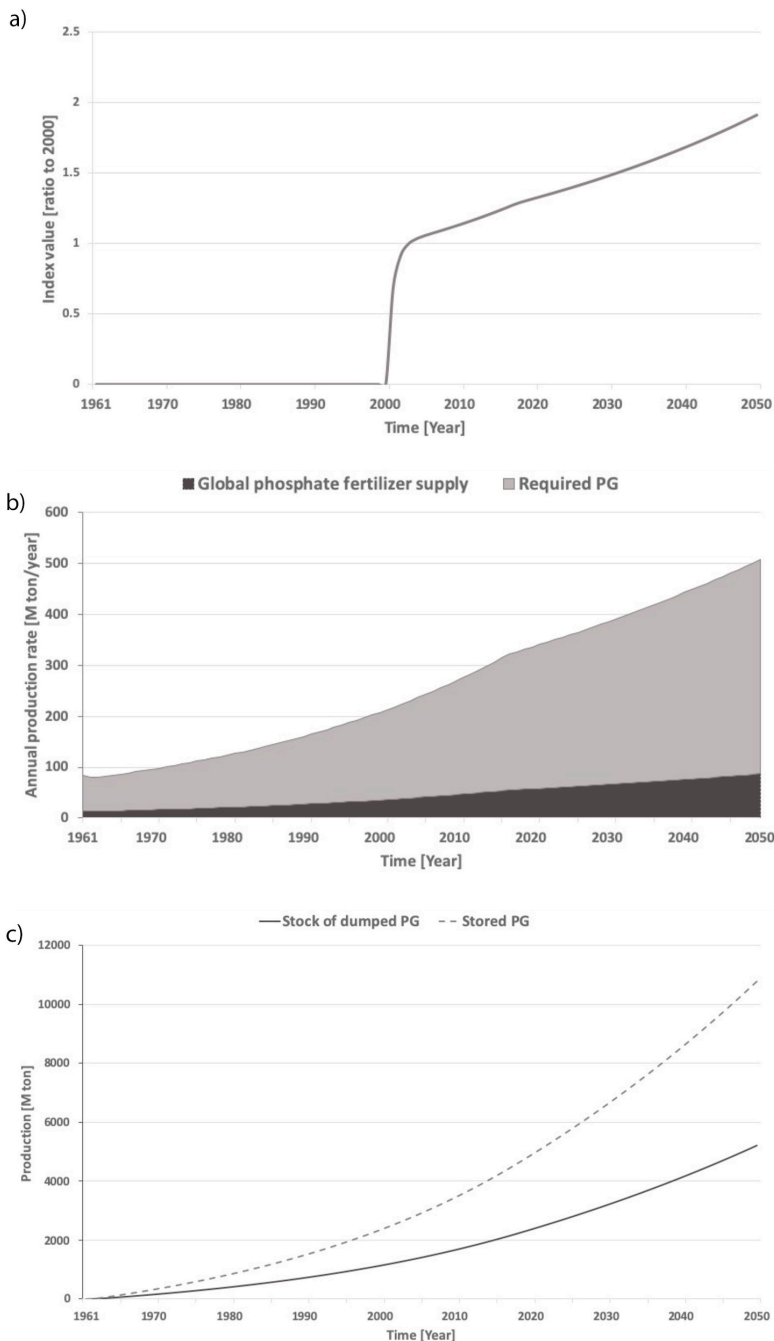 a)
2.5
2
1.5
1
0.5
0
Index value [ratio to 2000]
1961 1970 1980 1990 2000 2010 2020 2030 2040 2050
Time [Year]
b)
Global phosphate fertilizer supply Required PG
600
500
400
300
200
100
0
Annual production rate [M ton/year]
1961 1970 1980 1990 2000 2010 2020 2030 2040 2050
Time [Year]
c)
Stock of dumped PG Stored PG
12000
10000
8000
6000
4000
2000
0
Production [M ton]
1961 1970 1980 1990 2000 2010 2020 2030 2040 2050
Time [Year]